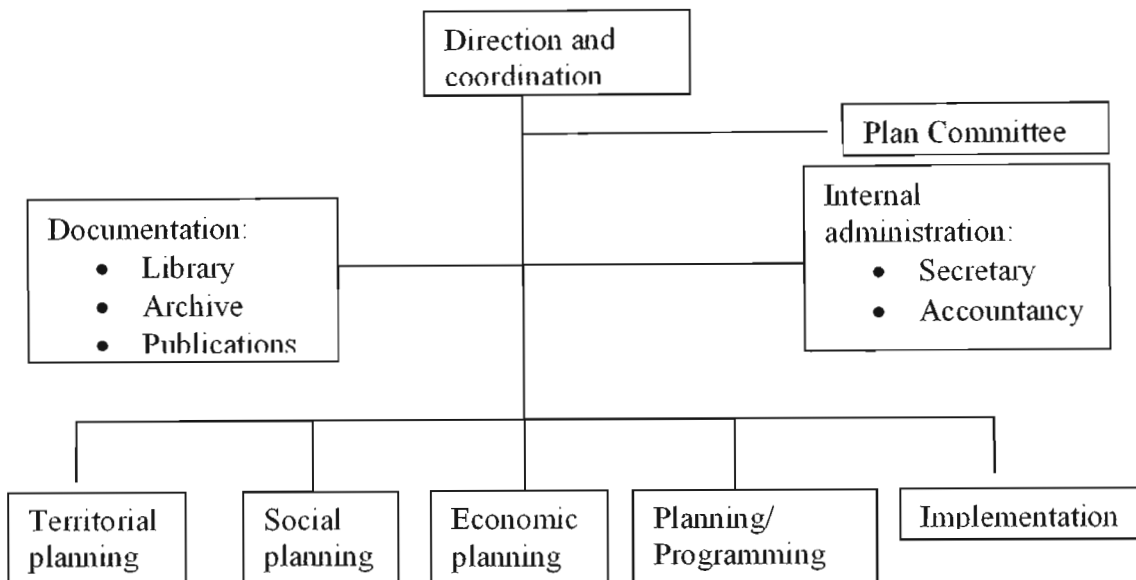 Direction and
coordination
Plan Committee
Documentation:
• Library
• Archive
• Publications
Internal
administration:
• Secretary
• Accountancy
Territorial
planning
Social
planning
Economic
planning
Planning/
Programming
Implementation